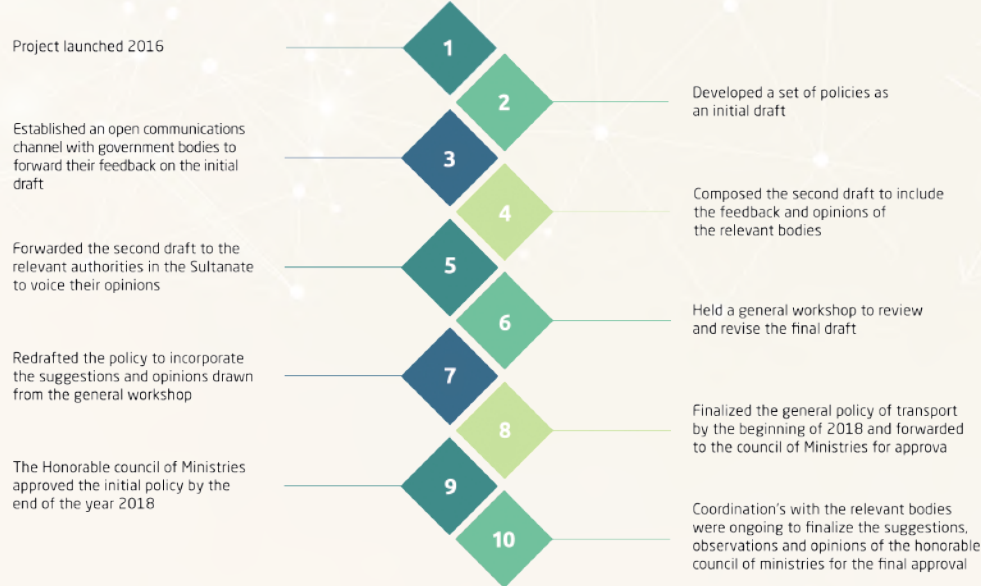 Project launched 2016
1
2
Developed a set of policies as
an initial draft
Established an open communications
channel with government bodies to
forward their feedback on the initial
draft
3
4
Composed the second draft to include
the feedback and opinions of
the relevant bodies
Forwarded the second draft to the
relevant authorities in the Sultanate
to voice their opinions
5
6
Held a general workshop to review
and revise the final draft
Redrafted the policy to incorporate
the suggestions and opinions drawn
from the general workshop
7
8
Finalized the general policy of transport
by the beginning of 2018 and forwarded
to the council of Ministries for approva
The Honorable council of Ministries
approved the initial policy by the
end of the year 2018
9
10
Coordination's with the relevant bodies
were ongoing to finalize the suggestions,
observations and opinions of the honorable
council of ministries for the final approval